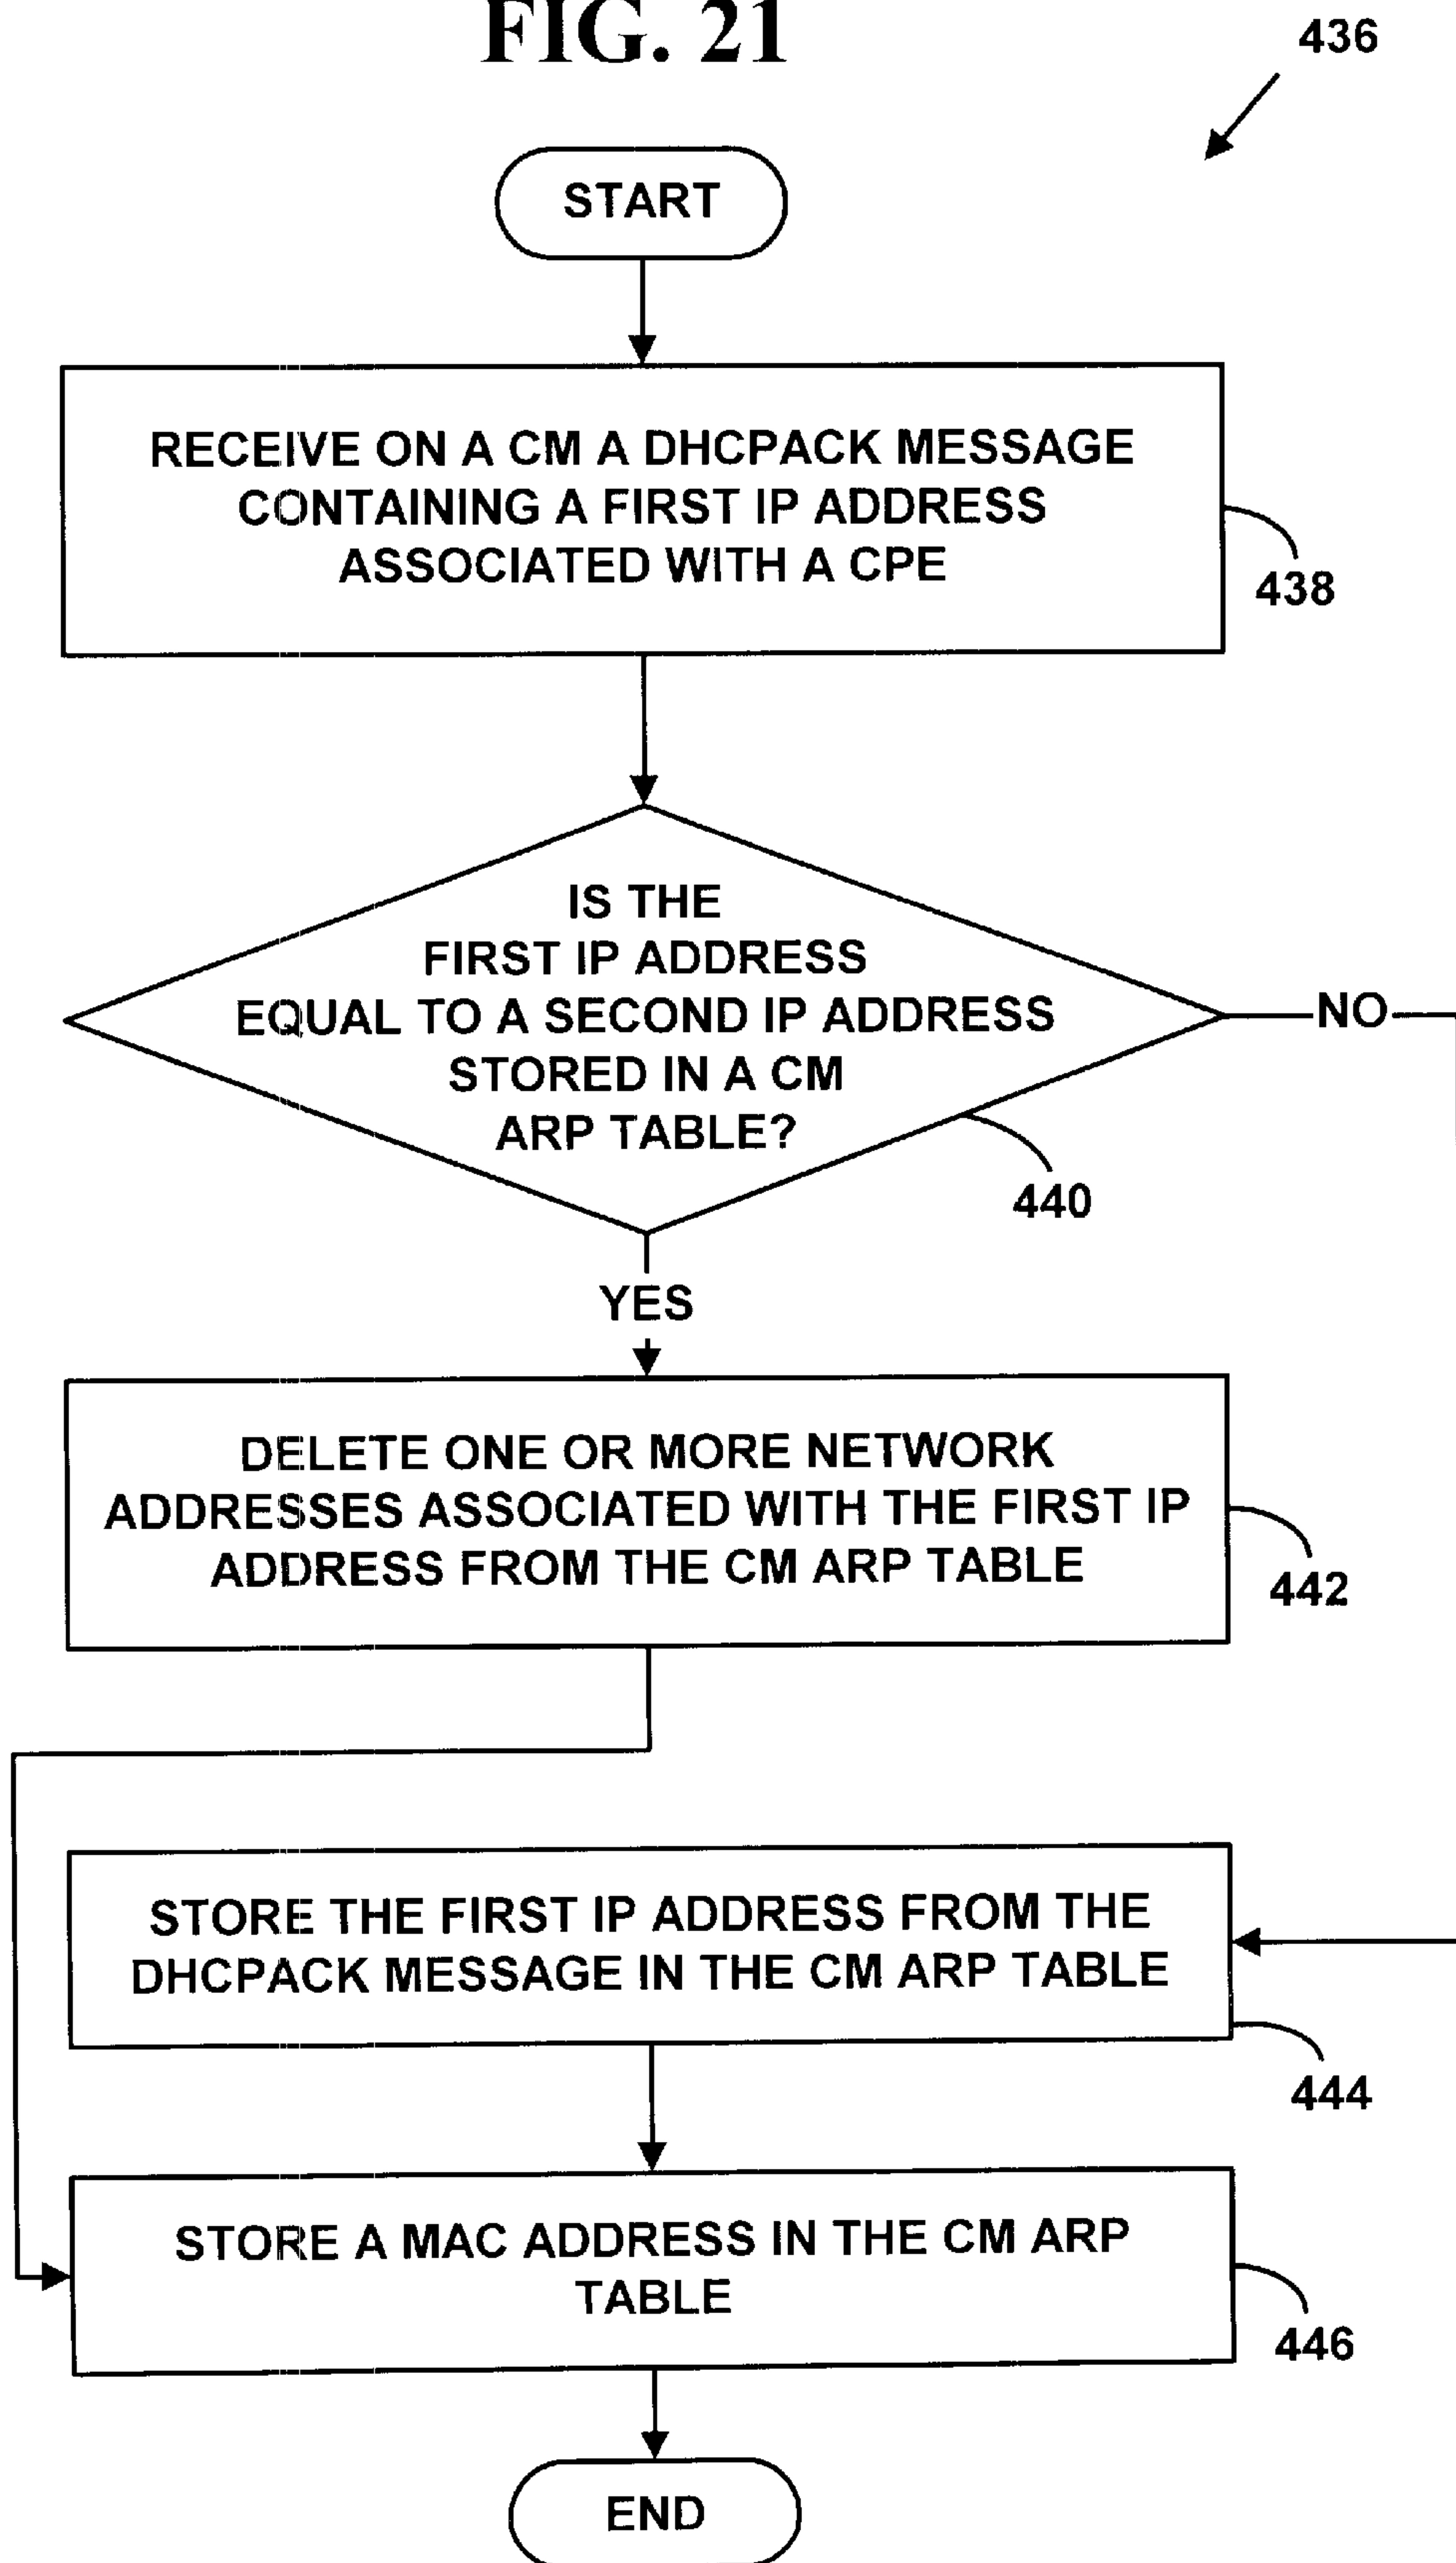 FIG. 21
436
START
RECEIVE ON A CM A DHCPACK MESSAGE
CONTAINING A FIRST IP ADDRESS
ASSOCIATED WITH A CPE
438
IS THE
FIRST IP ADDRESS
EQUAL TO A SECOND IP ADDRESS
STORED IN A CM
ARP TABLE?
NO
440
YES
DELETE ONE OR MORE NETWORK
ADDRESSES ASSOCIATED WITH THE FIRST IP
ADDRESS FROM THE CM ARP TABLE
442
STORE THE FIRST IP ADDRESS FROM THE
DHCPACK MESSAGE IN THE CM ARP TABLE
444
STORE A MAC ADDRESS IN THE CM ARP
TABLE
446
END